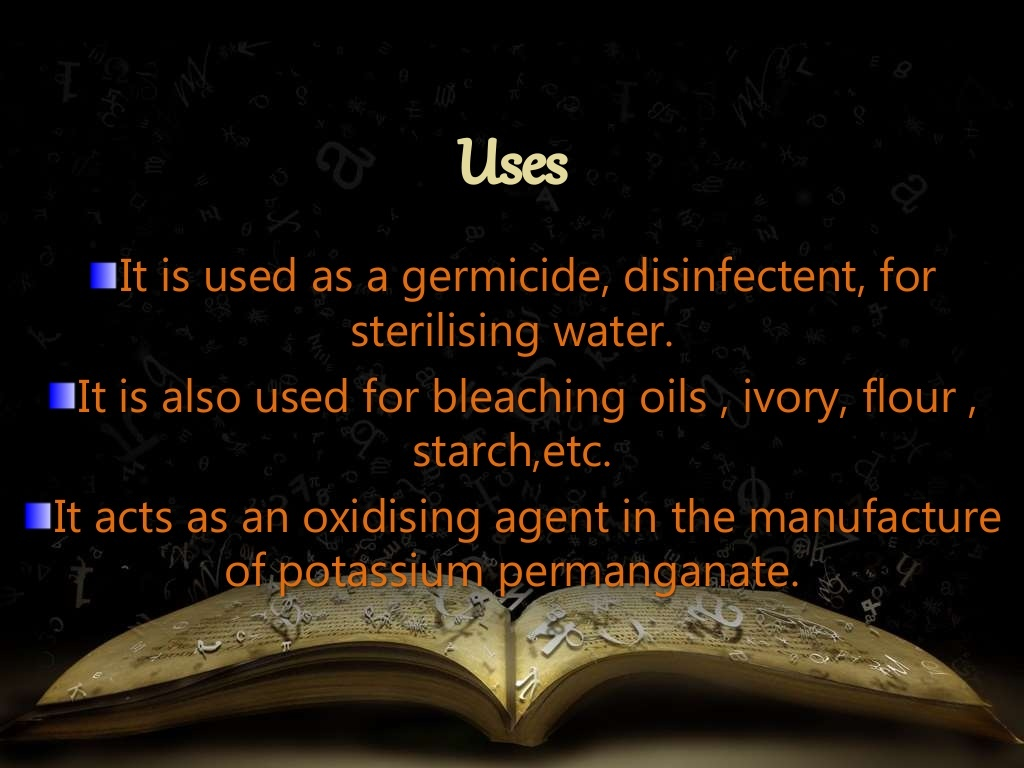 Uses
It is used as a germicide, disinfectent, for
sterilising water.
It is also used for bleaching oils , ivory, flour ,
starch,etc.
It acts as an oxidising agent in the manufacture
of potassium permanganate.